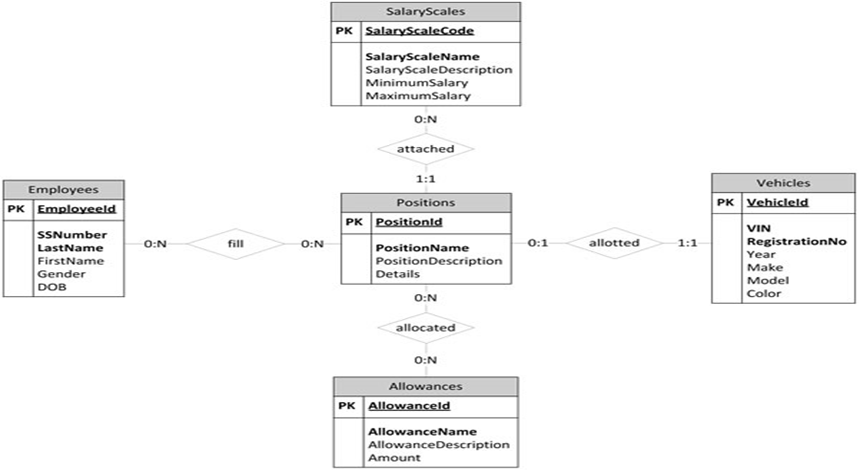 SalaryScales
PK SalaryScaleCode
SalaryScaleName
SalaryScaleDescription
MinimumSalary
MaximumSalary
0:N
attached
1:1
Employees
PK EmployeeId
SSNumber
LastName
FirstName
Gender
DOB
0:N
fill
0:N
Positions
PK PositionId
PositionName
PositionDescription
Details
0:1
allotted
1:1
Vehicles
PK VehicleId
VIN
RegistrationNo
Year
Make
Model
Color
0:N
allocated
0:N
Allowances
PK AllowanceId
AllowanceName
AllowanceDescription
Amount